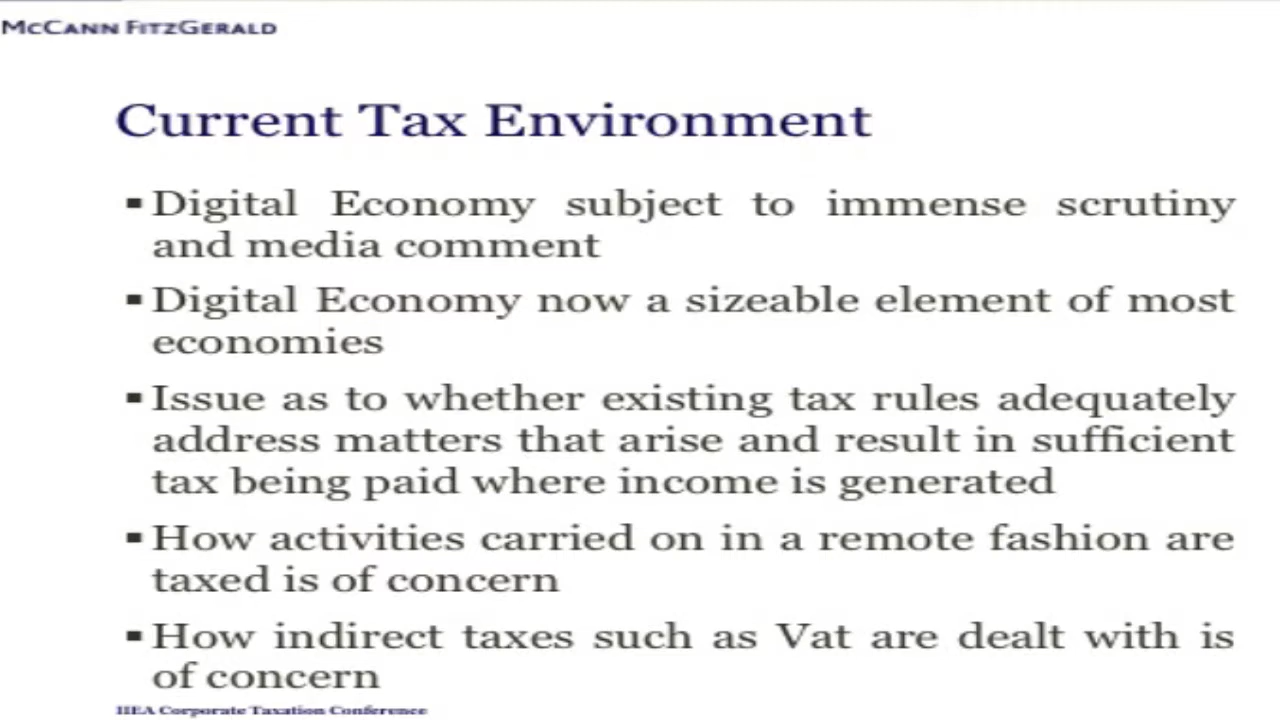 McCann FitzGerald
Current Tax Environment
▪ Digital Economy subject to immense scrutiny
and media comment
▪ Digital Economy now a sizeable element of most
economies
▪ Issue as to whether existing tax rules adequately
address matters that arise and result in sufficient
tax being paid where income is generated
▪ How activities carried on in a remote fashion are
taxed is of concern
▪ How indirect taxes such as Vat are dealt with is
of concern
IIEA Corporate Taxation Conference